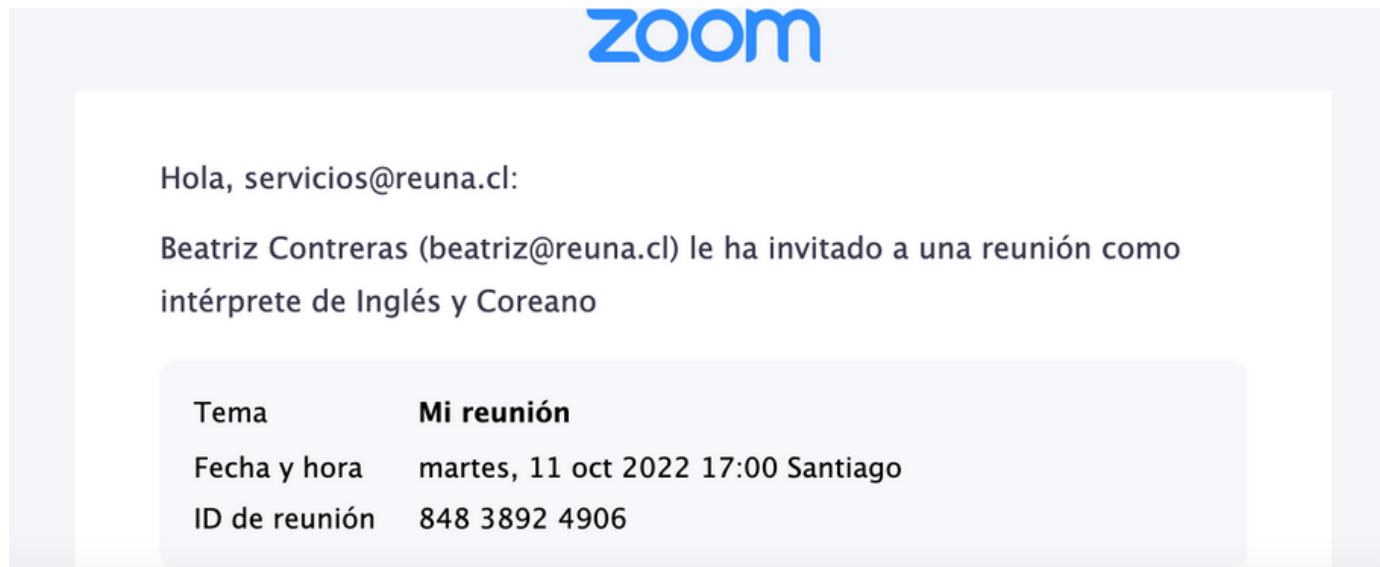 zoom
Hola, servicios@reuna.cl:
Beatriz Contreras (beatriz@reuna.cl) le ha invitado a una reunión como
intérprete de Inglés y Coreano
Tema Mi reunión
Fecha y hora martes, 11 oct 2022 17:00 Santiago
ID de reunión 848 3892 4906